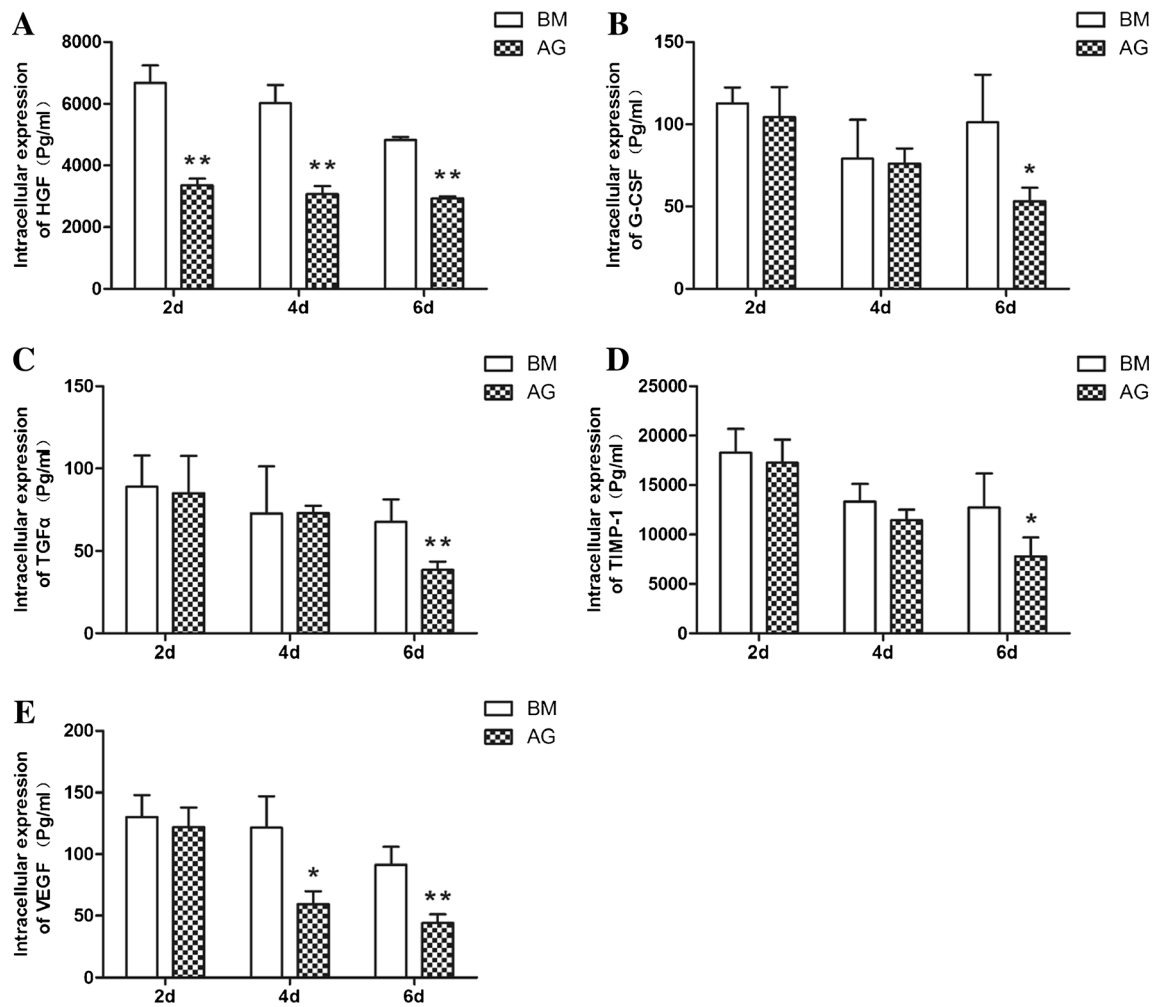 A
BM
AG
Intracellular expression
of HGF (Pg/ml)
8000
6000
4000
2000
0
**
**
**
2d
4d
6d
B
BM
AG
Intracellular expression
of G-CSF (Pg/ml)
150
100
50
0
*
2d
4d
6d
C
BM
AG
Intracellular expression
of TGFα (Pg/ml)
150
100
50
0
**
2d
4d
6d
D
BM
AG
Intracellular expression
of TIMP-1 (Pg/ml)
25000
20000
15000
10000
5000
0
*
2d
4d
6d
E
BM
AG
Intracellular expression
of VEGF (Pg/ml)
200
150
100
50
0
*
**
2d
4d
6d